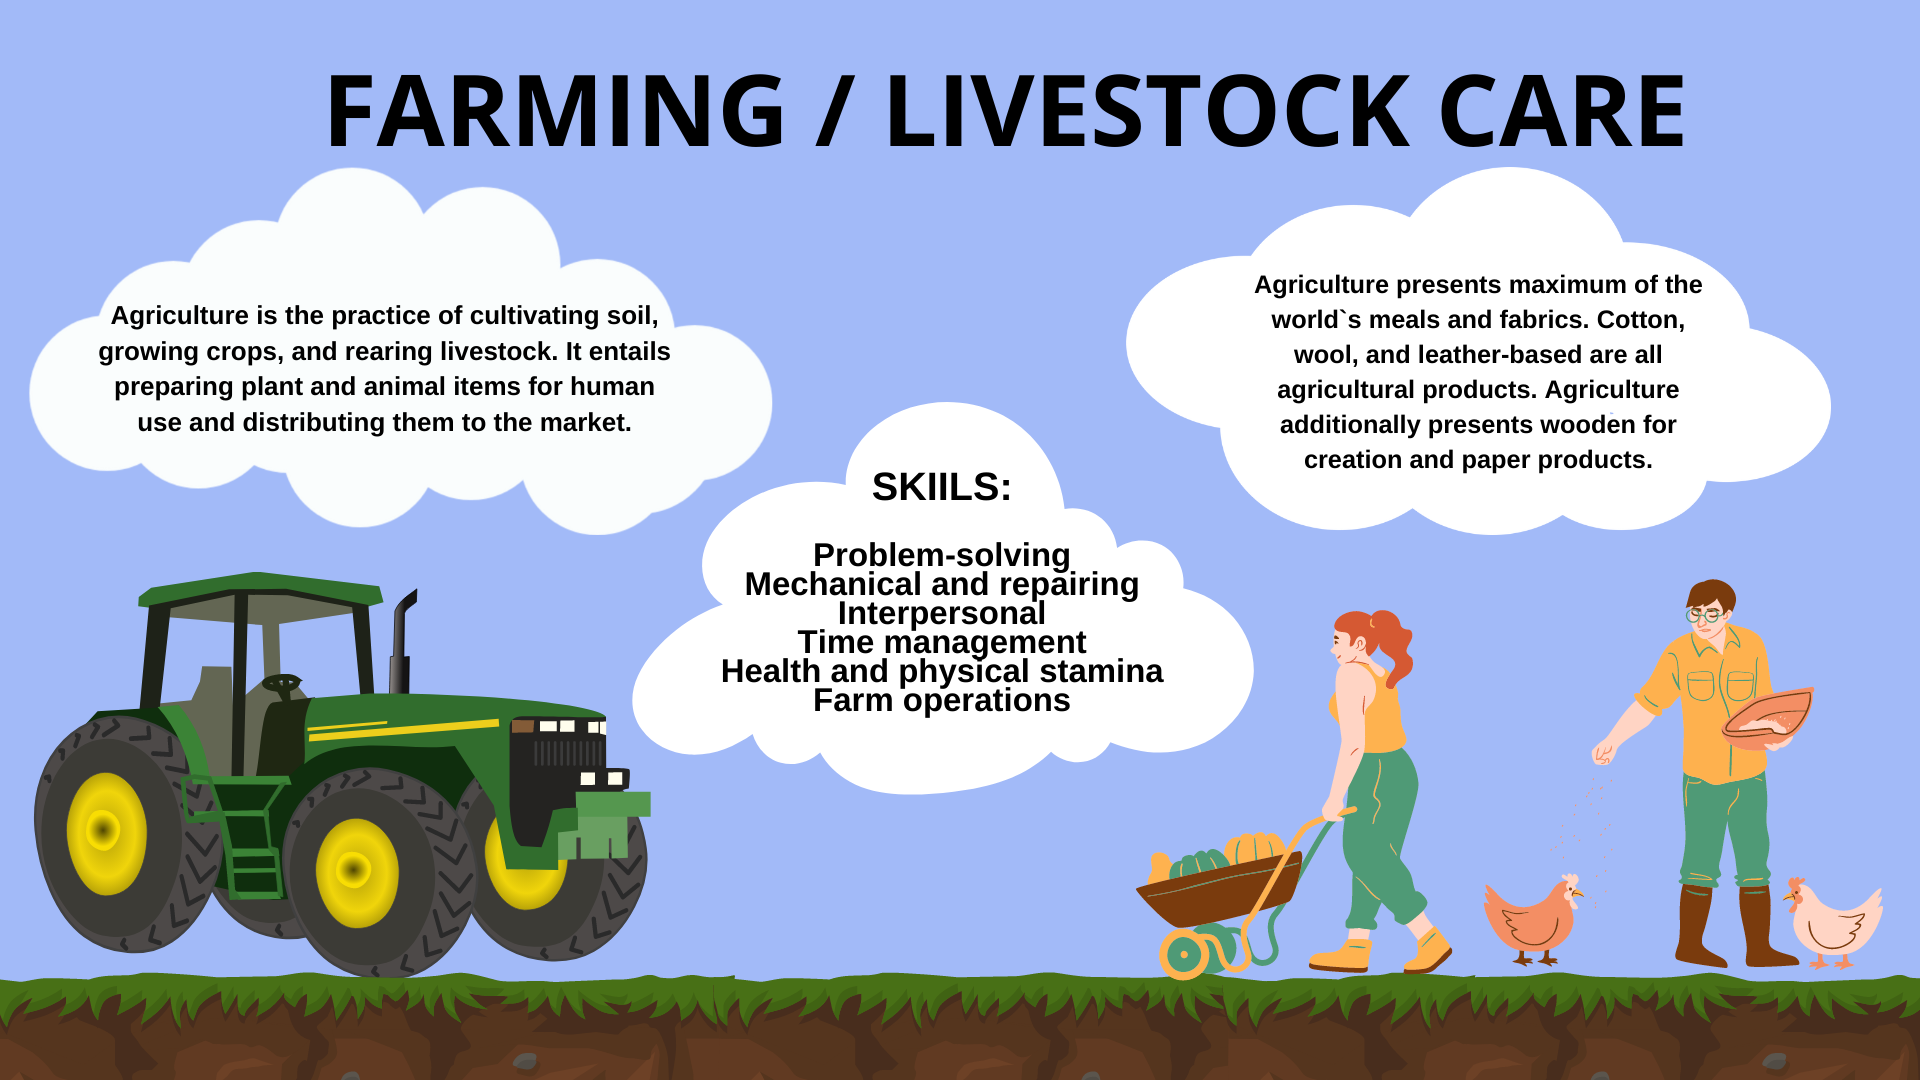 FARMING / LIVESTOCK CARE
Agriculture is the practice of cultivating soil,
growing crops, and rearing livestock. It entails
preparing plant and animal items for human
use and distributing them to the market.
Agriculture presents maximum of the
world`s meals and fabrics. Cotton,
wool, and leather-based are all
agricultural products. Agriculture
additionally presents wooden for
creation and paper products.
SKIILS:
Problem-solving
Mechanical and repairing
Interpersonal
Time management
Health and physical stamina
Farm operations